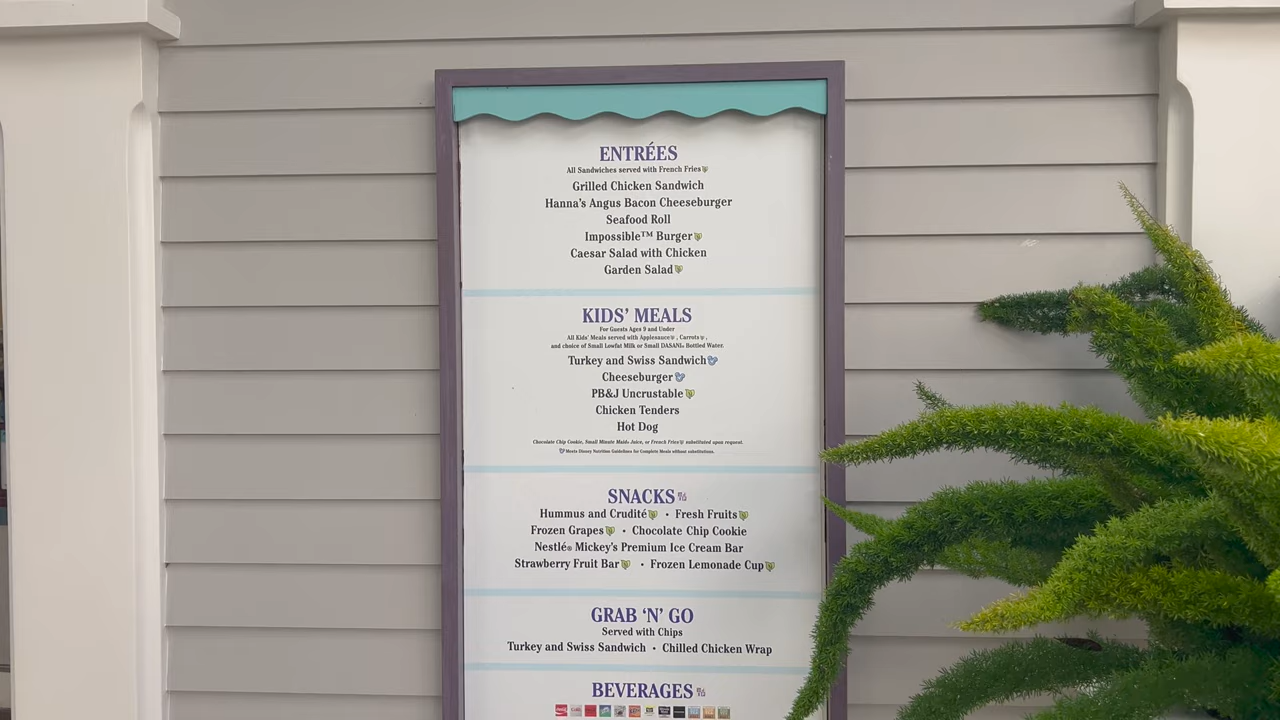 ENTRÉES
All Sandwiches served with French Fries
Grilled Chicken Sandwich
Hanna's Angus Bacon Cheeseburger
Seafood Roll
Impossible™ Burger
Caesar Salad with Chicken
Garden Salad
KIDS' MEALS
For Guests Ages 9 and Under
All Kids' Meals served with Applesauce, Carrots,
and choice of Small Lowfat Milk or Small DASANI® Bottled Water.
Turkey and Swiss Sandwich
Cheeseburger
PB&J Uncrustable
Chicken Tenders
Hot Dog
Chocolate Chip Cookie, Small Minute Maid® Juice, or French Fries substituted upon request.
Meets Disney Nutrition Guidelines for Complete Meals without substitutions.
SNACKS
Hummus and Crudité • Fresh Fruits
Frozen Grapes • Chocolate Chip Cookie
Nestlé® Mickey's Premium Ice Cream Bar
Strawberry Fruit Bar • Frozen Lemonade Cup
GRAB 'N' GO
Served with Chips
Turkey and Swiss Sandwich • Chilled Chicken Wrap
BEVERAGES